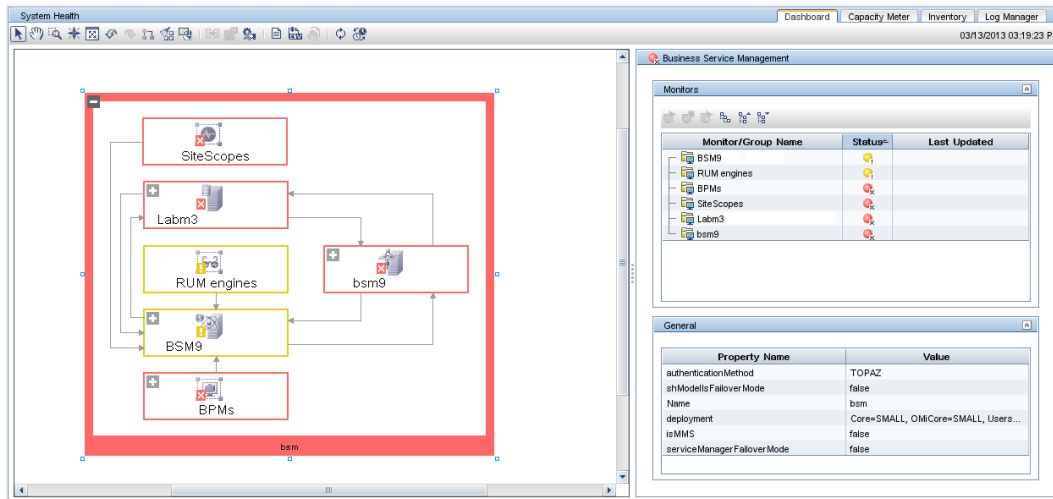 System Health
Dashboard
Capacity Meter
Inventory
Log Manager
03/13/2013 03:19:23 P
SiteScopes
Labm3
RUM engines
bsm9
BSM9
BPMs
bsm
Business Service Management
Monitors
Monitor/Group Name Status Last Updated
BSM9
RUM engines
BPMs
SiteScopes
Labm3
bsm9
General
Property Name Value
authenticationMethod TOPAZ
shModelIsFailoverMode false
Name bsm
deployment Core=SMALL, OMiCore=SMALL, Users...
isMMS false
serviceManagerFailoverMode false